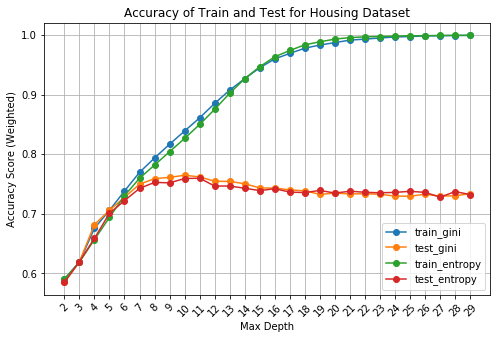 Accuracy of Train and Test for Housing Dataset
Accuracy Score (Weighted)
1.0
0.9
0.8
0.7
0.6
train_gini
test_gini
train_entropy
test_entropy
2 3 4 5 6 7 8 9 10 11 12 13 14 15 16 17 18 19 20 21 22 23 24 25 26 27 28 29
Max Depth